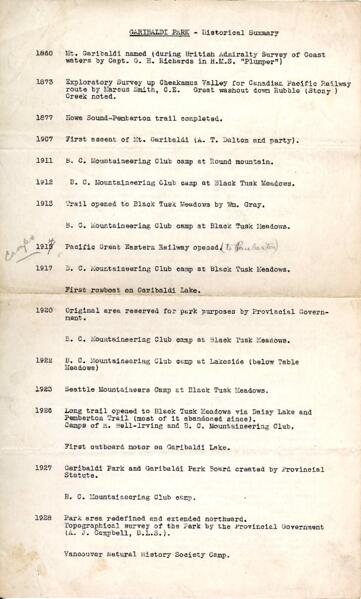 GARIBALDI PARK - Historical Summary
1860 Mt. Garibaldi named (during British Admiralty Survey of Coast
waters by Capt. G. H. Richards in H.M.S. "Plumper")
1873 Exploratory Survey up Cheakamus Valley for Canadian Pacific Railway
route by Marcus Smith, C.E. Great washout down Rubble (Stony)
Creek noted.
1877 Howe Sound-Pemberton trail completed.
1907 First ascent of Mt. Garibaldi (A. T. Dalton and party).
1911 B. C. Mountaineering Club camp at Round mountain.
1912 B. C. Mountaineering Club camp at Black Tusk Meadows.
1913 Trail opened to Black Tusk Meadows by Wm. Gray.
B. C. Mountaineering Club camp at Black Tusk Meadows.
Pacific Great Eastern Railway opened (to Pemberton)
1917 B. C. Mountaineering Club camp at Black Tusk Meadows.
First rowboat on Garibaldi Lake.
1920 Original area reserved for park purposes by Provincial Govern-
ment.
B. C. Mountaineering Club camp at Black Tusk Meadows.
1922 B. C. Mountaineering Club camp at Lakeside (below Table
Meadows)
1923 Seattle Mountaineers Camp at Black Tusk Meadows.
1926 Long trail opened to Black Tusk Meadows via Daisy Lake and
Pemberton Trail (most of it abandoned since).
Camps of H. Bell-Irving and B. C. Mountaineering Club.
First outboard motor on Garibaldi Lake.
1927 Garibaldi Park and Garibaldi Park Board created by Provincial
Statute.
B. C. Mountaineering Club camp.
1928 Park area redefined and extended northward.
Topographical survey of the Park by the Provincial Government
(A. J. Campbell, D.L.S.).
Vancouver Natural History Society Camp.